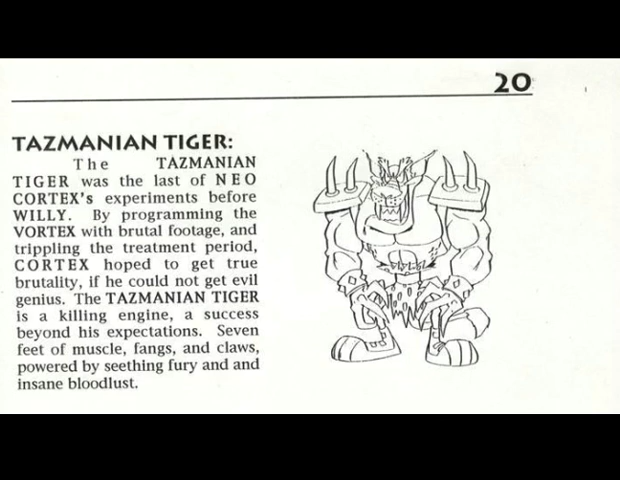 20
TAZMANIAN TIGER:
The TAZMANIAN
TIGER was the last of NEO
CORTEX's experiments before
WILLY. By programming the
VORTEX with brutal footage, and
trippling the treatment period,
CORTEX hoped to get true
brutality, if he could not get evil
genius. The TAZMANIAN TIGER
is a killing engine, a success
beyond his expectations. Seven
feet of muscle, fangs, and claws,
powered by seething fury and and
insane bloodlust.